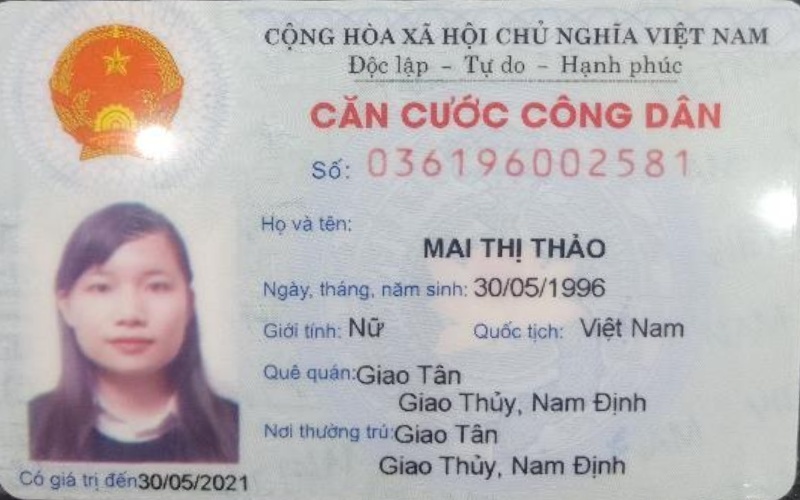 CỘNG HÒA XÃ HỘI CHỦ NGHĨA VIỆT NAM
Độc lập - Tự do - Hạnh phúc
CĂN CƯỚC CÔNG DÂN
Số: 036196002581
Họ và tên:
MAI THỊ THẢO
Ngày, tháng, năm sinh: 30/05/1996
Giới tính: Nữ Quốc tịch: Việt Nam
Quê quán: Giao Tân
Giao Thủy, Nam Định
Nơi thường trú: Giao Tân
Giao Thủy, Nam Định
Có giá trị đến 30/05/2021